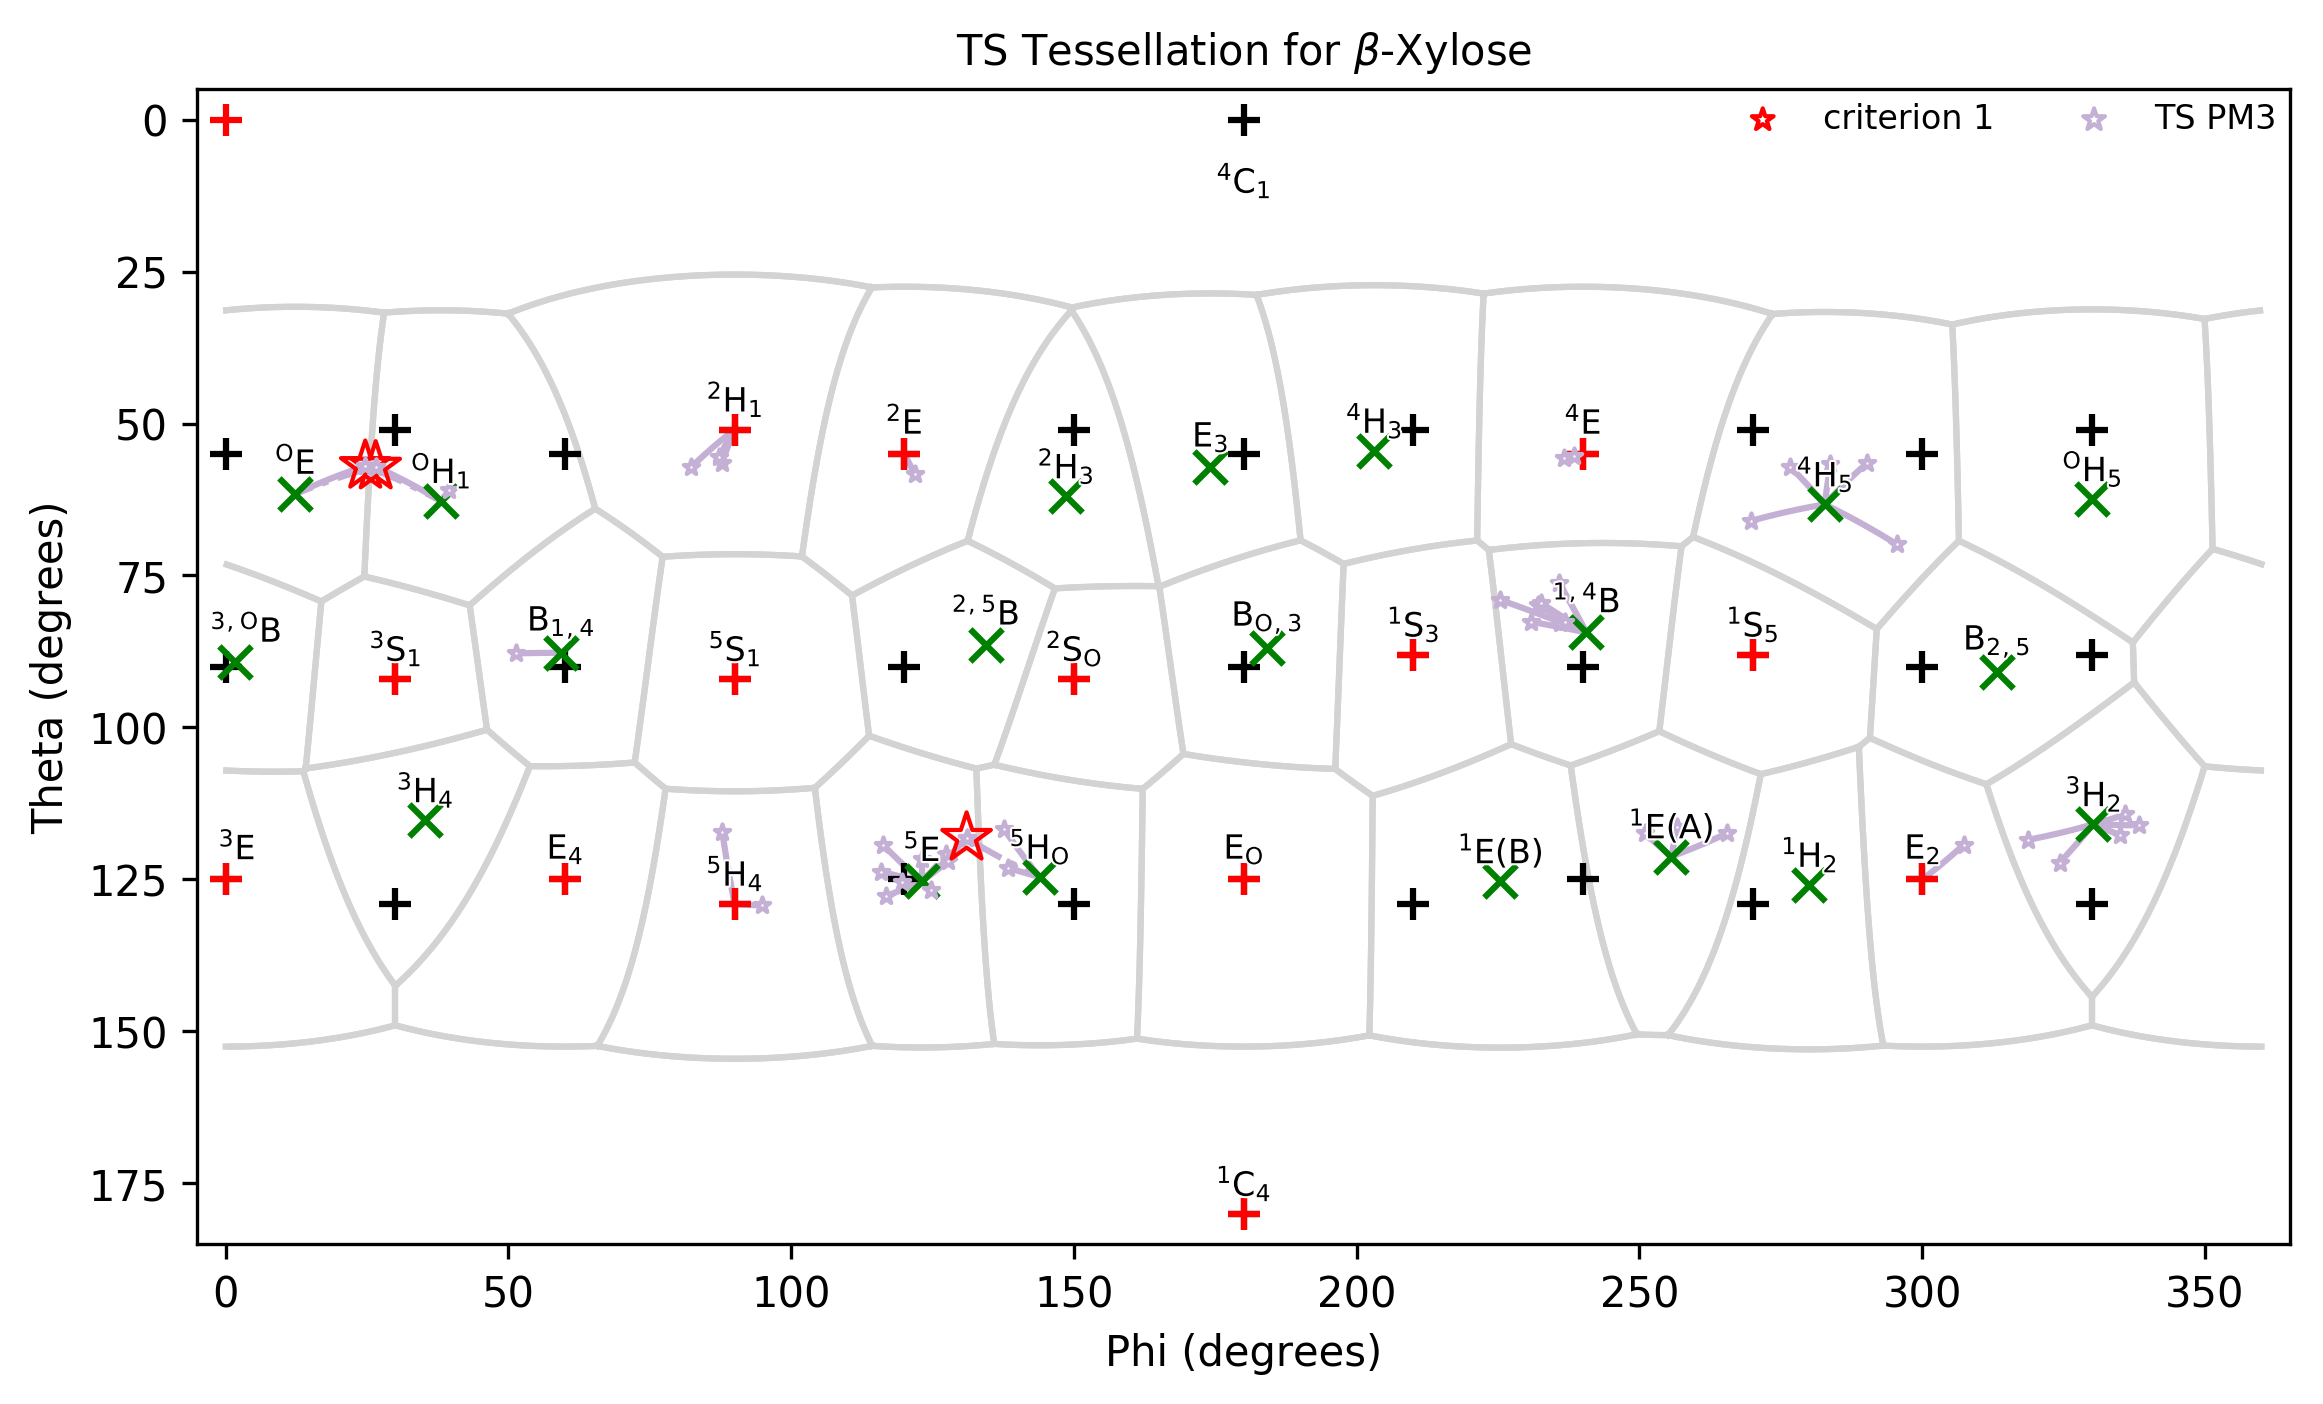 TS Tessellation for β-Xylose
criterion 1
TS PM3
⁴C₁
²H₁
²E
²H₃
E₃
⁴H₃
⁴E
⁴H₅
ᴼH₅
ᴼE
ᴼH₁
³,ᴼB
³S₁
B₁,₄
⁵S₁
²,⁵B
²Sₒ
Bₒ,₃
¹S₃
¹,⁴B
¹S₅
B₂,₅
³H₄
³H₂
³E
E₄
⁵H₄
⁵E
⁵Hₒ
Eₒ
¹E(B)
¹E(A)
¹H₂
E₂
¹C₄
0
25
50
75
100
125
150
175
Theta (degrees)
0
50
100
150
200
250
300
350
Phi (degrees)